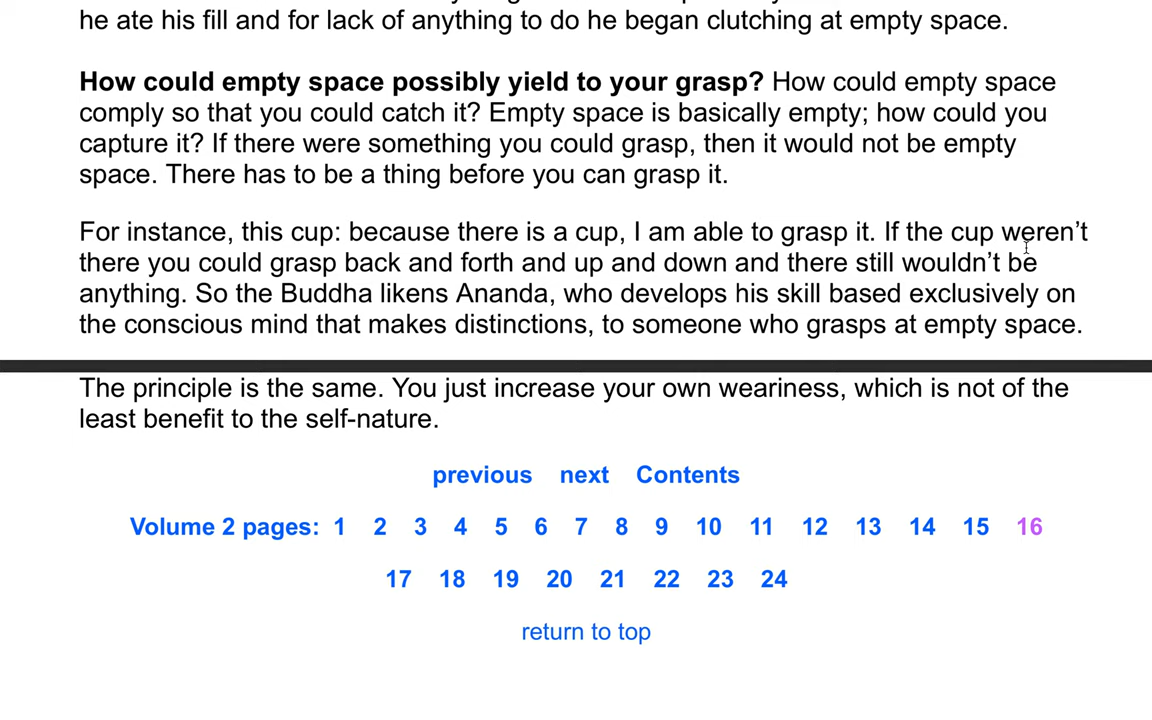 he ate his fill and for lack of anything to do he began clutching at empty space.
How could empty space possibly yield to your grasp? How could empty space
comply so that you could catch it? Empty space is basically empty; how could you
capture it? If there were something you could grasp, then it would not be empty
space. There has to be a thing before you can grasp it.
For instance, this cup: because there is a cup, I am able to grasp it. If the cup weren’t
there you could grasp back and forth and up and down and there still wouldn’t be
anything. So the Buddha likens Ananda, who develops his skill based exclusively on
the conscious mind that makes distinctions, to someone who grasps at empty space.
The principle is the same. You just increase your own weariness, which is not of the
least benefit to the self-nature.
previous next Contents
Volume 2 pages: 1 2 3 4 5 6 7 8 9 10 11 12 13 14 15 16
17 18 19 20 21 22 23 24
return to top